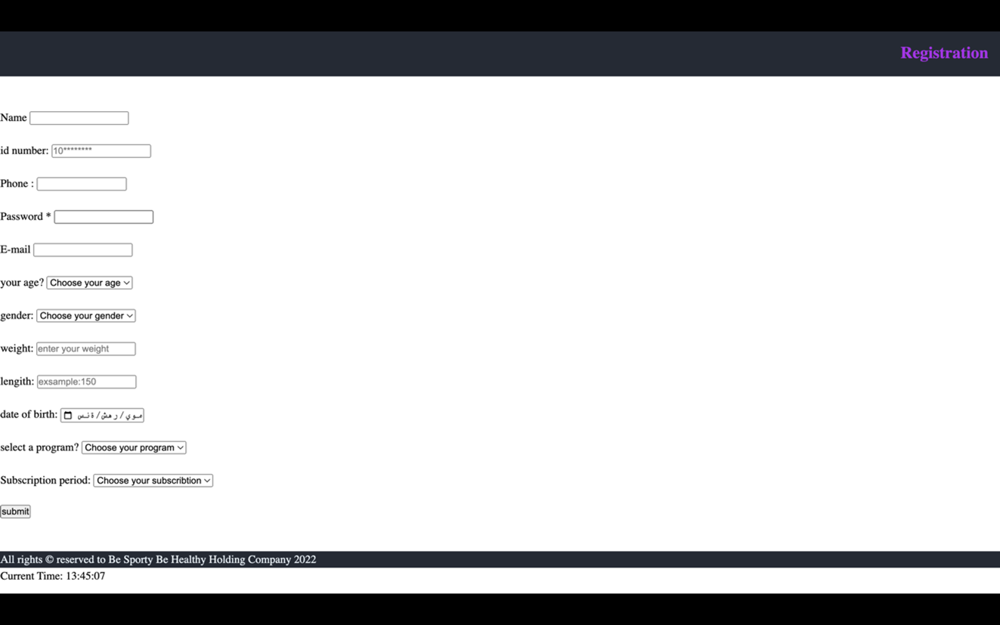 Registration
Name
id number: 10********
Phone :
Password *
E-mail
your age? Choose your age
gender: Choose your gender
weight: enter your weight
lengith: exsample:150
date of birth: يوم/شهر/سنة
select a program? Choose your program
Subscription period: Choose your subscribtion
submit
All rights © reserved to Be Sporty Be Healthy Holding Company 2022
Current Time: 13:45:07